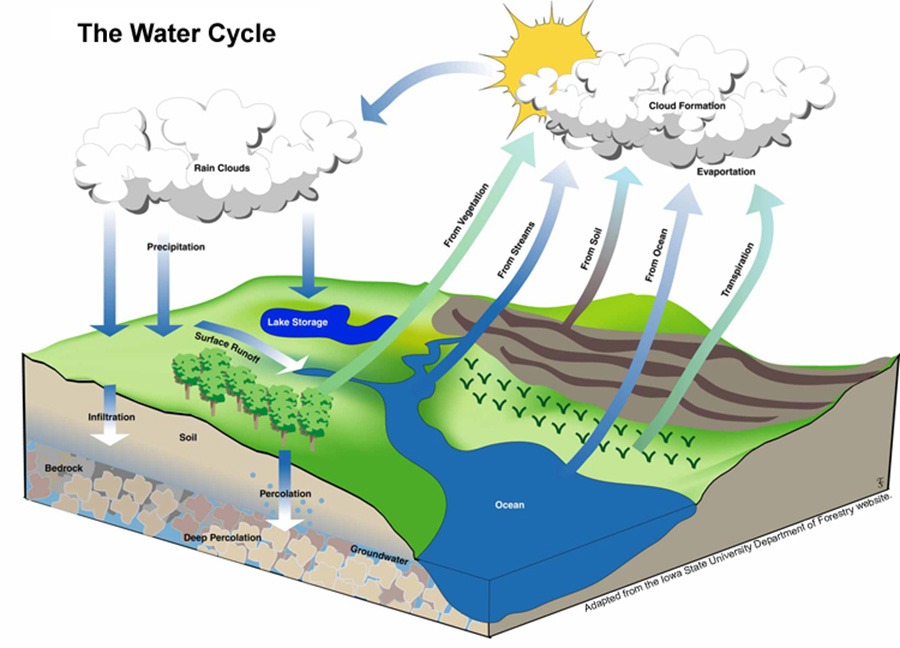 The Water Cycle
Cloud Formation
Rain Clouds
Evaportation
Precipitation
From Vegetation
From Streams
From Soil
From Ocean
Transpiration
Lake Storage
Surface Runoff
Infiltration
Soil
Bedrock
Percolation
Ocean
Deep Percolation
Groundwater
Adapted from the Iowa State University Department of Forestry website.